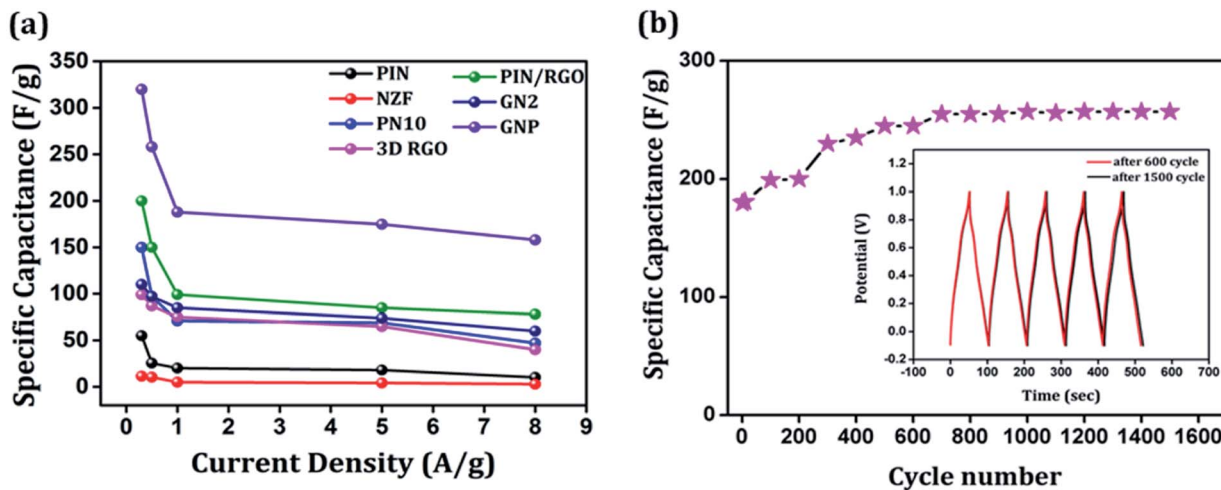 (a)
Specific Capacitance (F/g)
350
300
250
200
150
100
50
0
0 1 2 3 4 5 6 7 8 9
Current Density (A/g)
PIN
NZF
PN10
3D RGO
PIN/RGO
GN2
GNP
(b)
Specific Capacitance (F/g)
300
200
100
0
0 200 400 600 800 1000 1200 1400 1600
Cycle number
after 600 cycle
after 1500 cycle
Potential (V)
1.2
1.0
0.8
0.6
0.4
0.2
0.0
-0.2
-100 0 100 200 300 400 500 600 700
Time (sec)